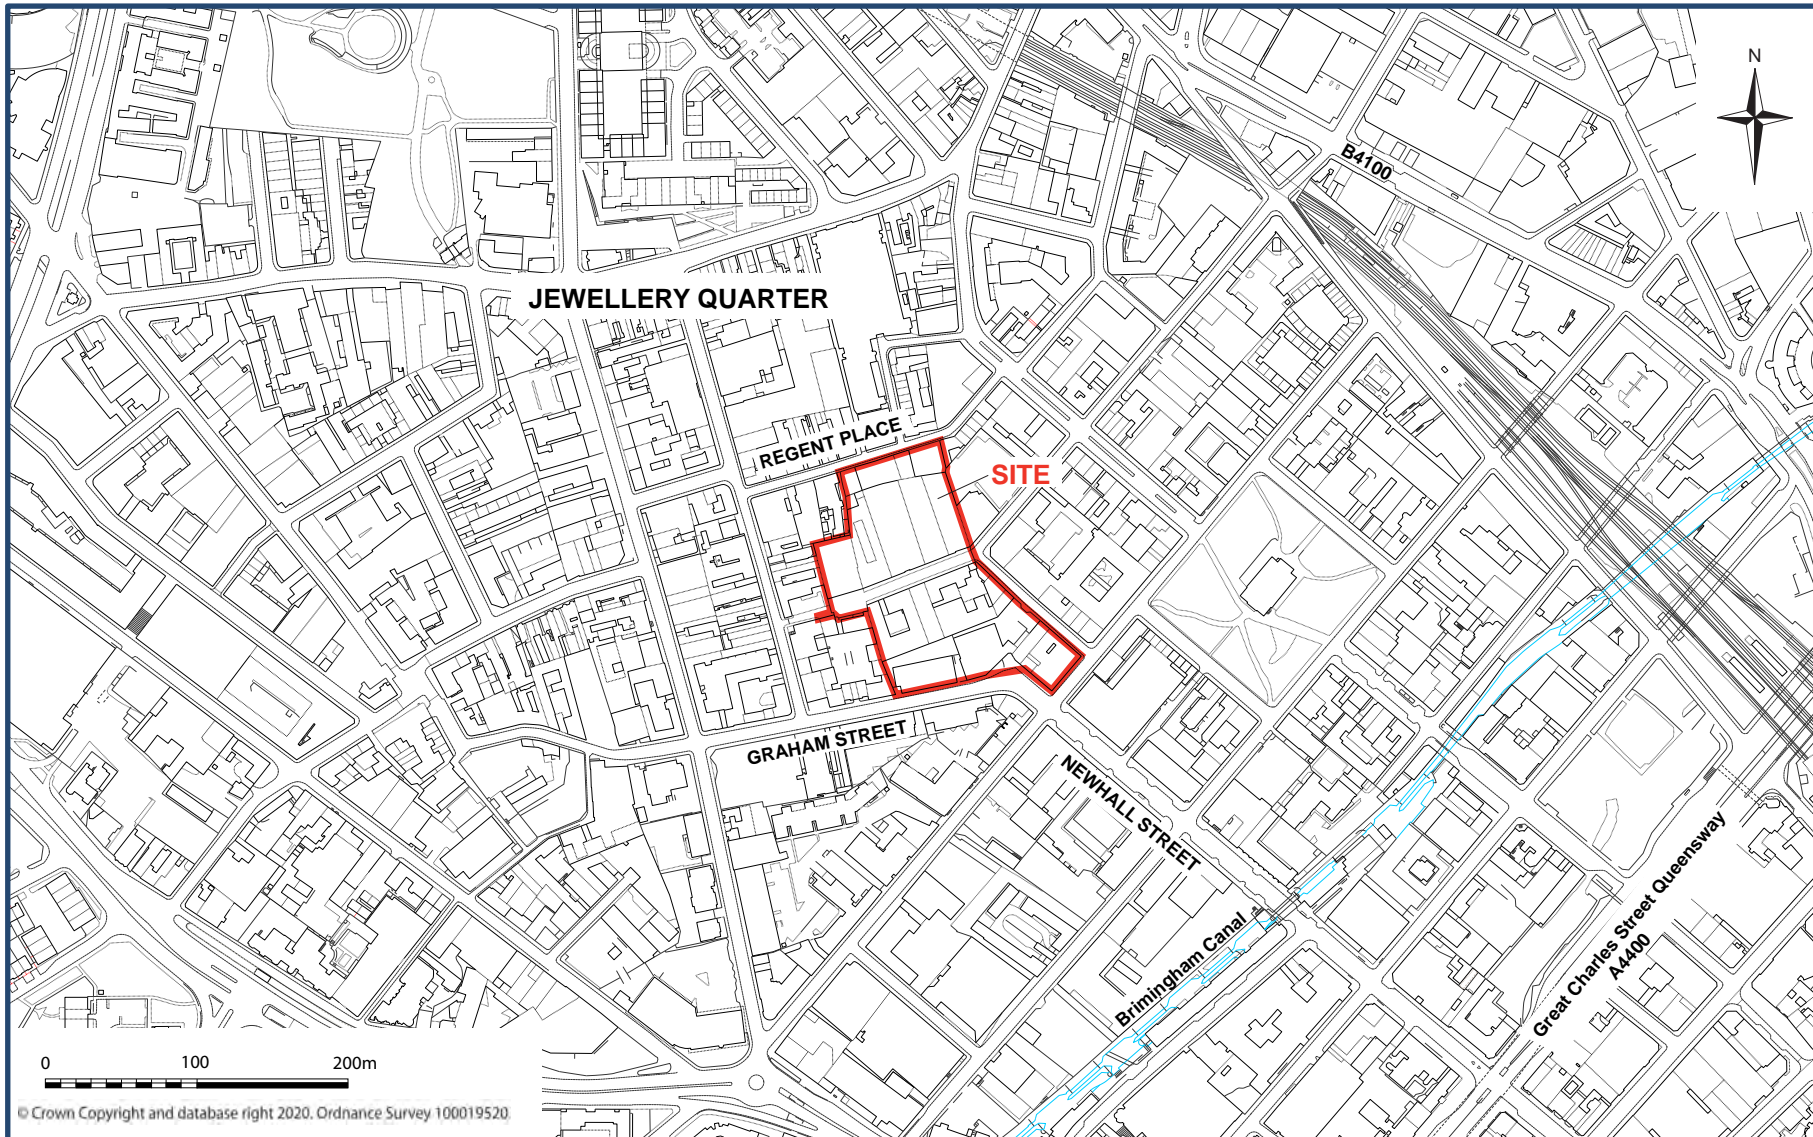 N
B4100
JEWELLERY QUARTER
REGENT PLACE
SITE
GRAHAM STREET
NEWHALL STREET
Great Charles Street Queensway
A4400
Brimingham Canal
0 100 200m
© Crown Copyright and database right 2020. Ordnance Survey 100019520